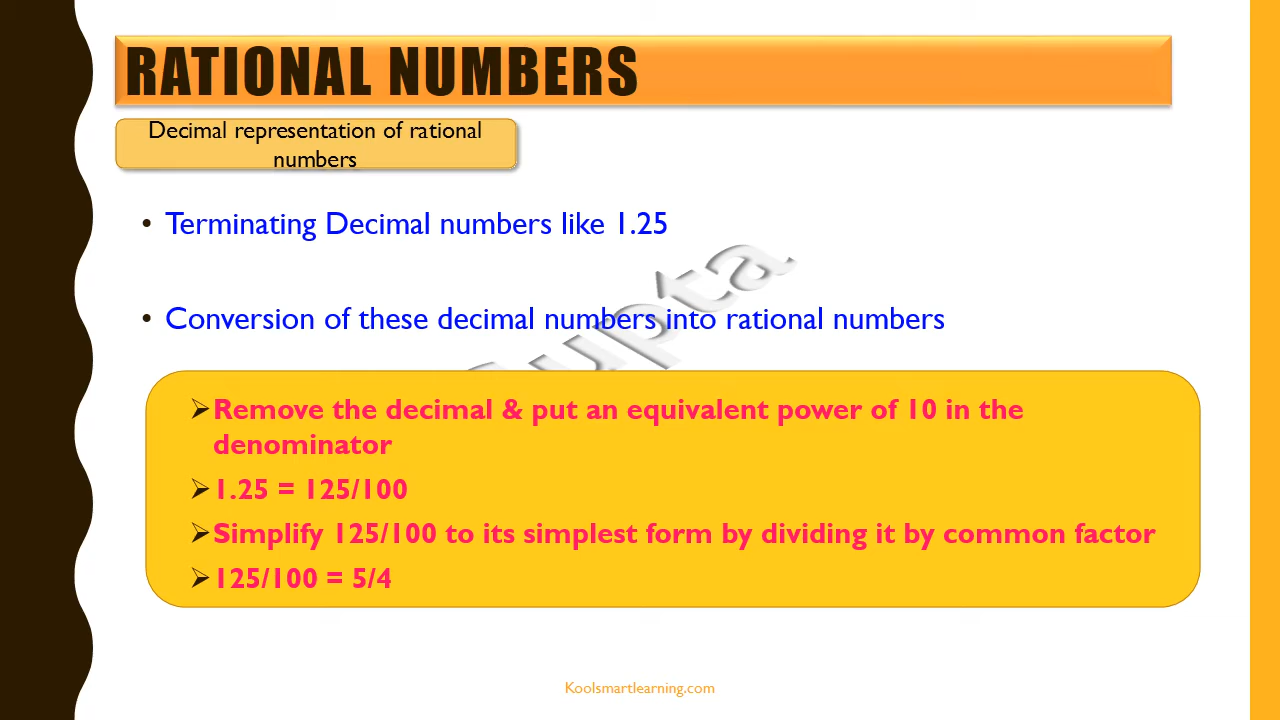 RATIONAL NUMBERS
Decimal representation of rational
numbers
• Terminating Decimal numbers like 1.25
• Conversion of these decimal numbers into rational numbers
➢Remove the decimal & put an equivalent power of 10 in the
denominator
➢1.25 = 125/100
➢Simplify 125/100 to its simplest form by dividing it by common factor
➢125/100 = 5/4
Koolsmartlearning.com